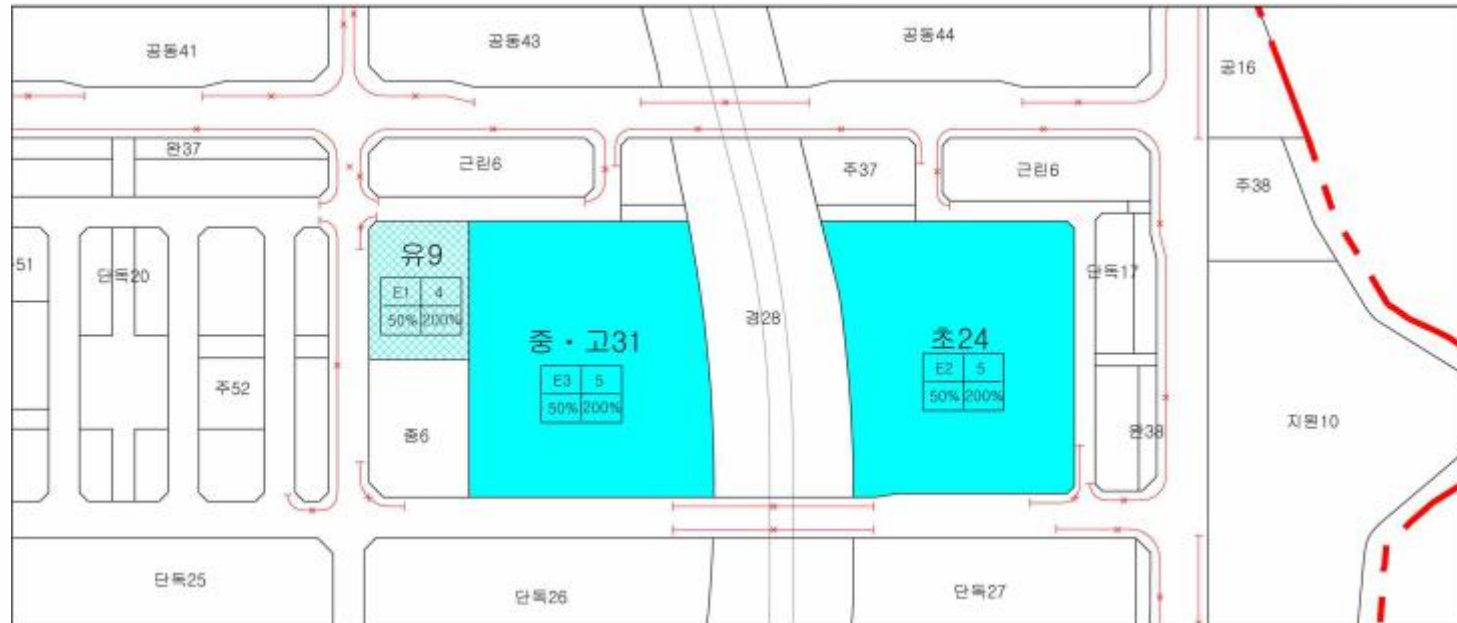 공동41
공동43
공동44
공16
완37
근린6
주37
근린6
주38
51
단독20
유9
E1 4
50% 200%
단독17
경28
중・고31
초24
E3 5
50% 200%
E2 5
50% 200%
주52
종6
완38
지원10
단독25
단독26
단독27